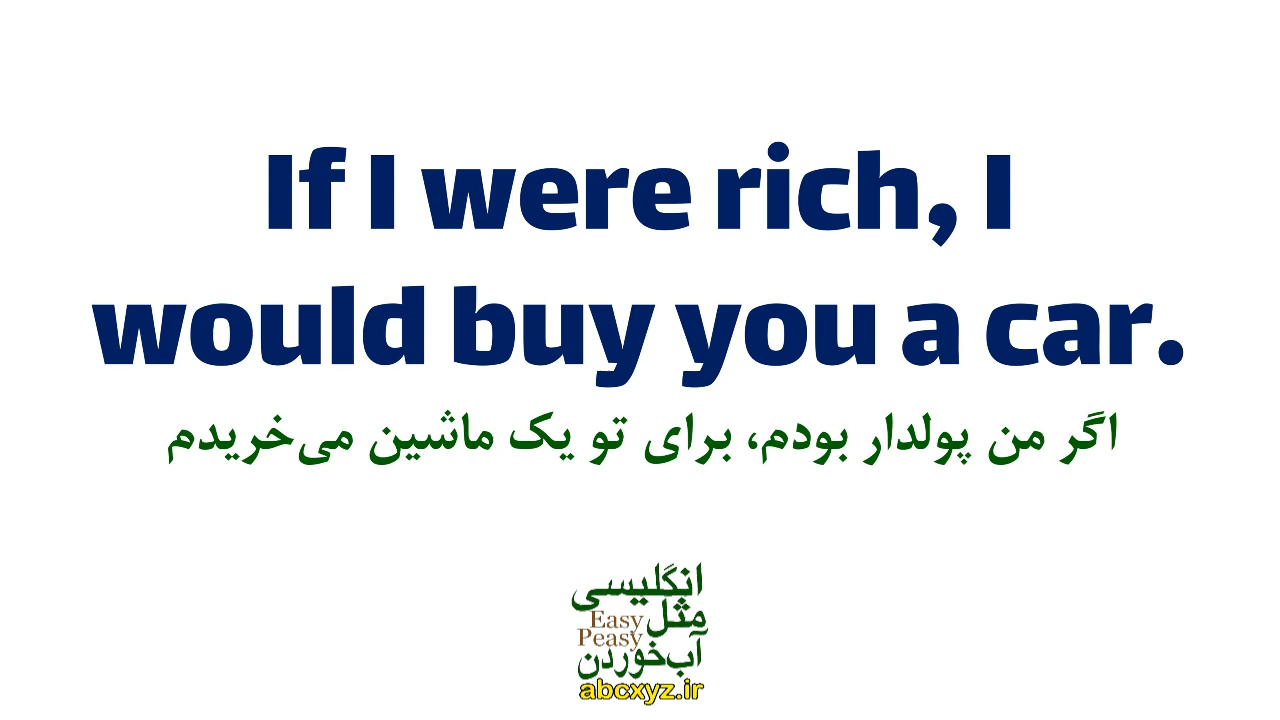 If I were rich, I
would buy you a car.
اگر من پولدار بودم، برای تو یک ماشین می‌خریدم
انگلیسی
مثل
Easy
Peasy
آب‌خوردن
abcxyz.ir